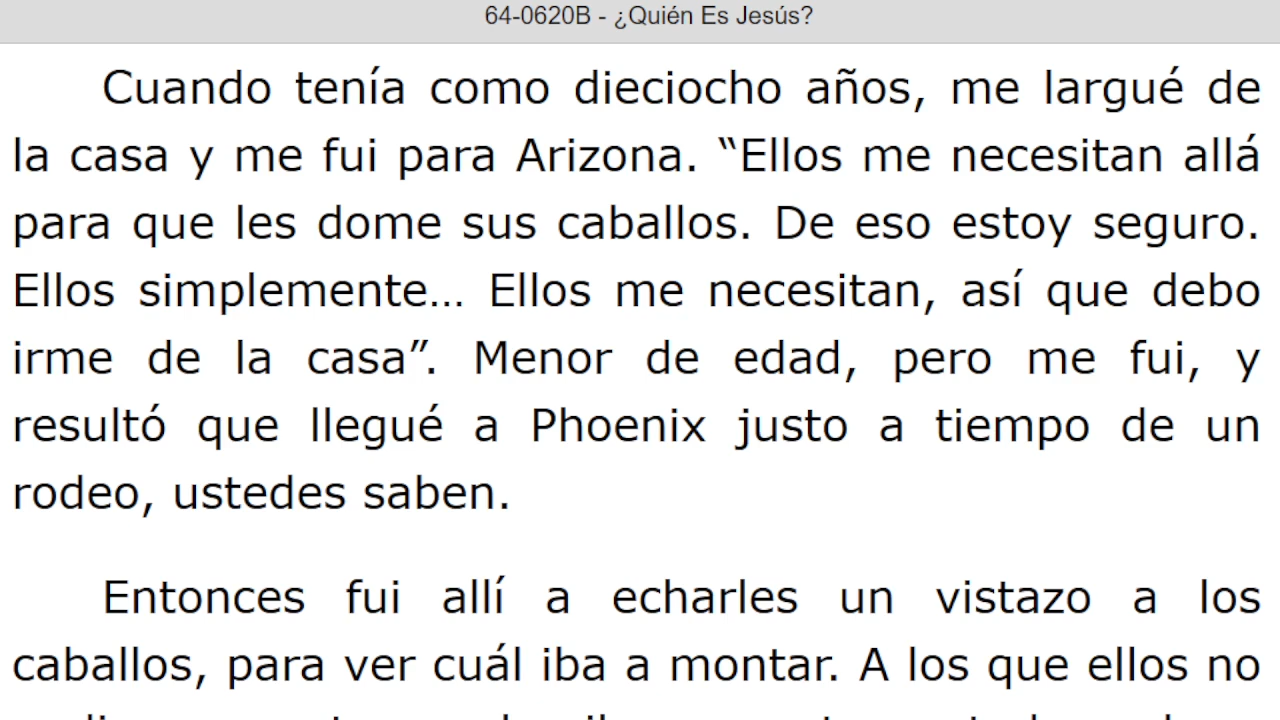 64-0620B - ¿Quién Es Jesús?
Cuando tenía como dieciocho años, me largué de
la casa y me fui para Arizona. “Ellos me necesitan allá
para que les dome sus caballos. De eso estoy seguro.
Ellos simplemente... Ellos me necesitan, así que debo
irme de la casa”. Menor de edad, pero me fui, y
resultó que llegué a Phoenix justo a tiempo de un
rodeo, ustedes saben.
Entonces fui allí a echarles un vistazo a los
caballos, para ver cuál iba a montar. A los que ellos no